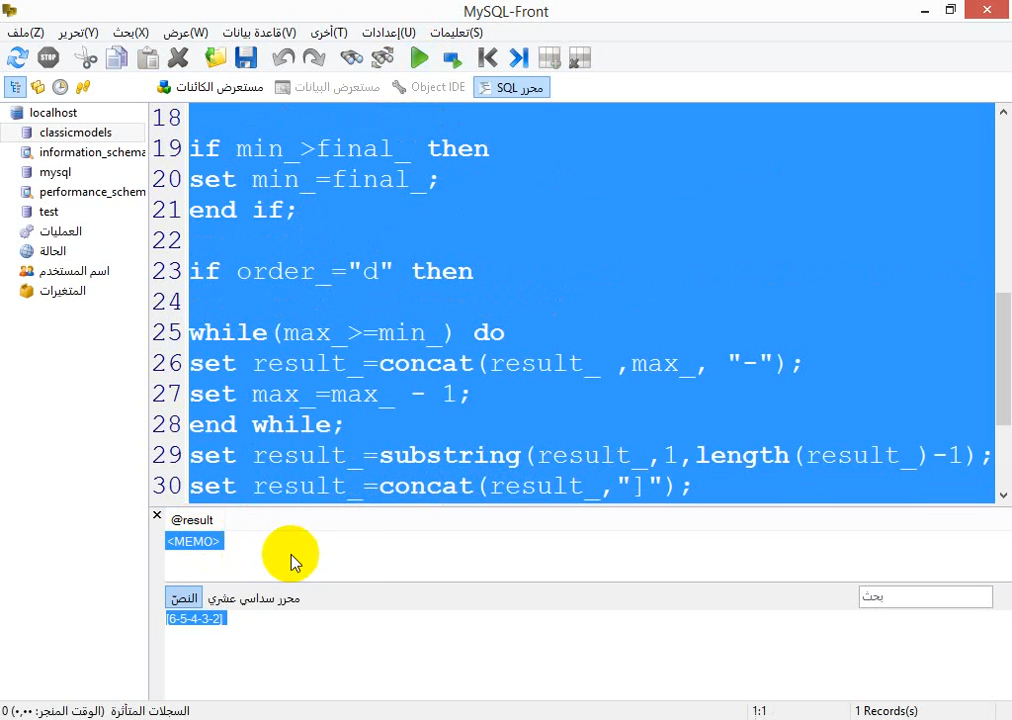 MySQL-Front
ملف(Z) تحرير(Y) بحث(X) عرض(W) قاعدة بيانات(V) إعدادات(U) أخرى(T) تعليمات(S)
مستعرض الكائنات مستعرض البيانات Object IDE محرر SQL
localhost
classicmodels
information_schema
mysql
performance_schem
test
العمليات
الحالة
اسم المستخدم
المتغيرات
18
19 if min_>final_ then
20 set min_=final_;
21 end if;
22
23 if order_="d" then
24
25 while(max_>=min_) do
26 set result_=concat(result_ ,max_, "-");
27 set max_=max_ - 1;
28 end while;
29 set result_=substring(result_,1,length(result_)-1);
30 set result_=concat(result_,"]");
@result
<MEMO>
النصّ محرر سداسي عشري بحث
[6-5-4-3-2]
0 السجلات المتأثرة (الوقت المنجر: ٠,٠٠) 1:1 1 Records(s)